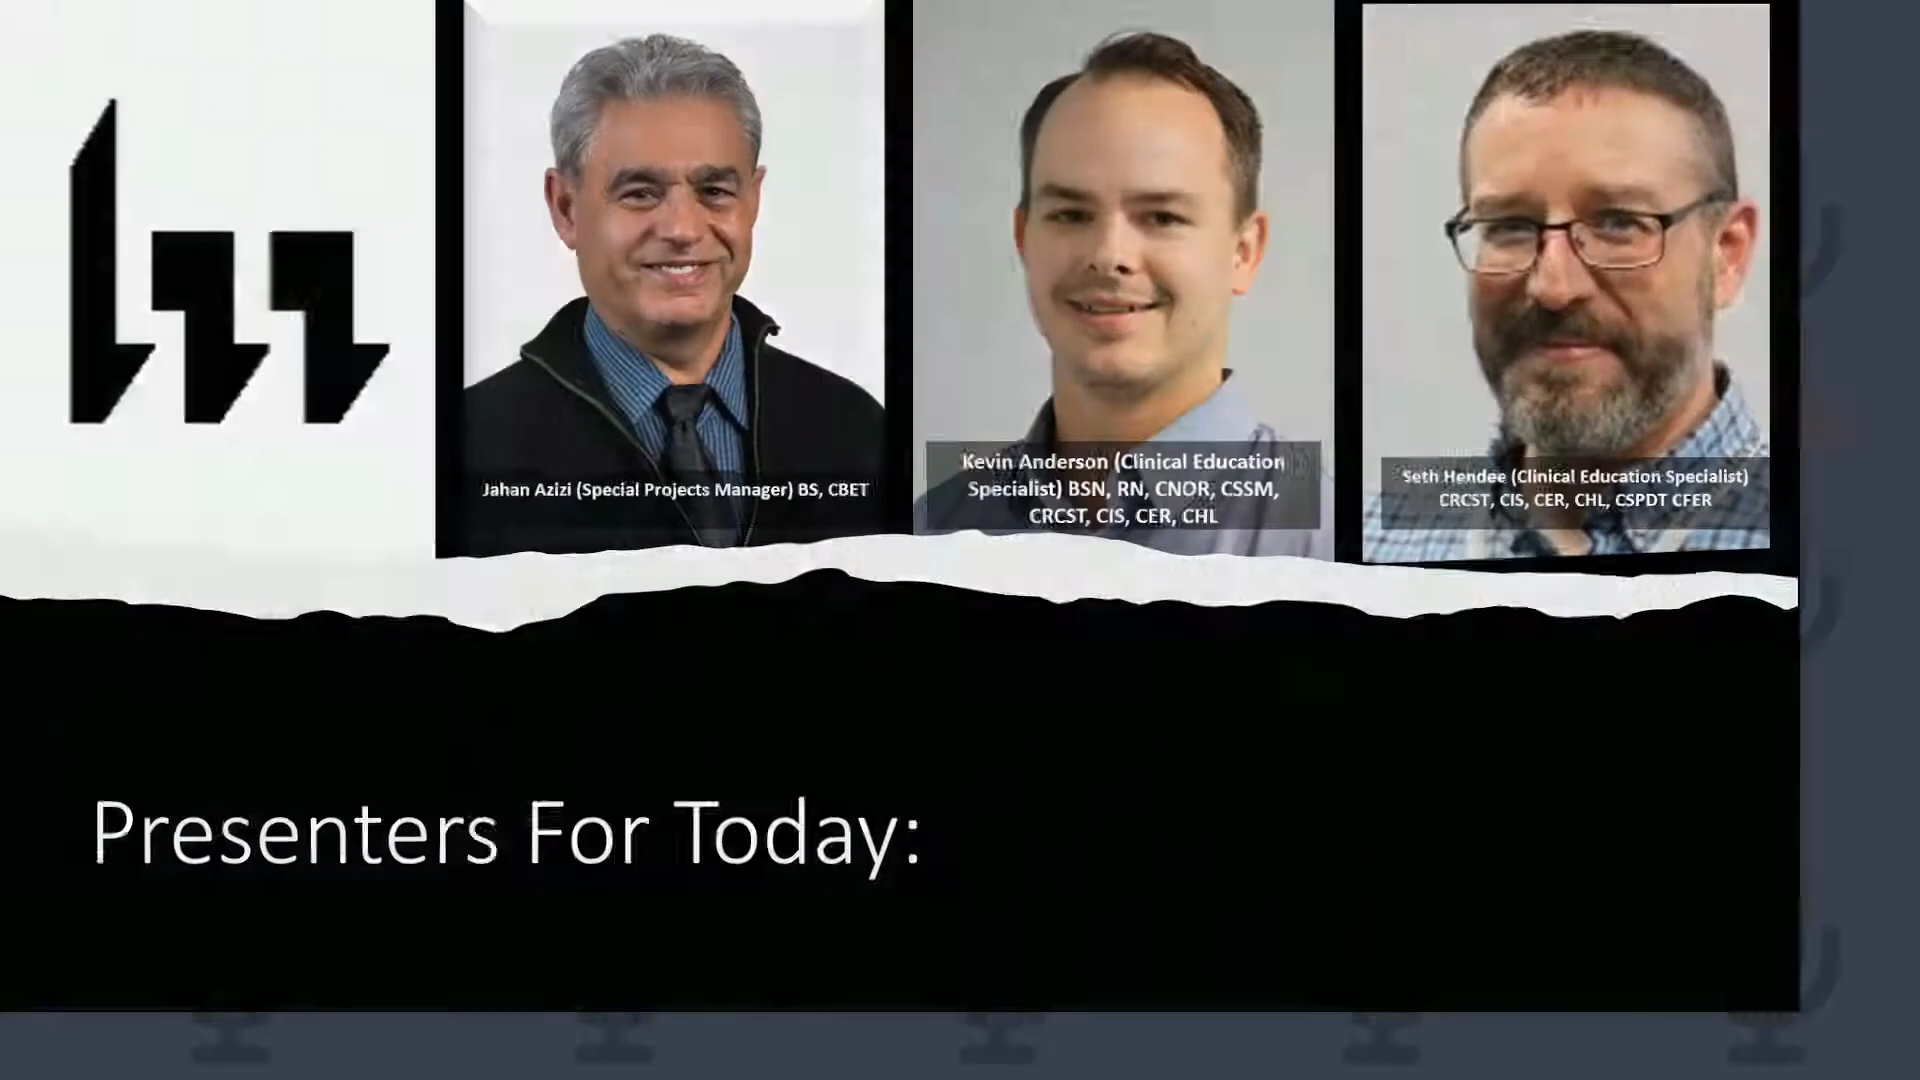 Jahan Azizi (Special Projects Manager) BS, CBET
Kevin Anderson (Clinical Education
Specialist) BSN, RN, CNOR, CSSM,
CRCST, CIS, CER, CHL
Seth Hendee (Clinical Education Specialist)
CRCST, CIS, CER, CHL, CSPDT CFER
Presenters For Today: